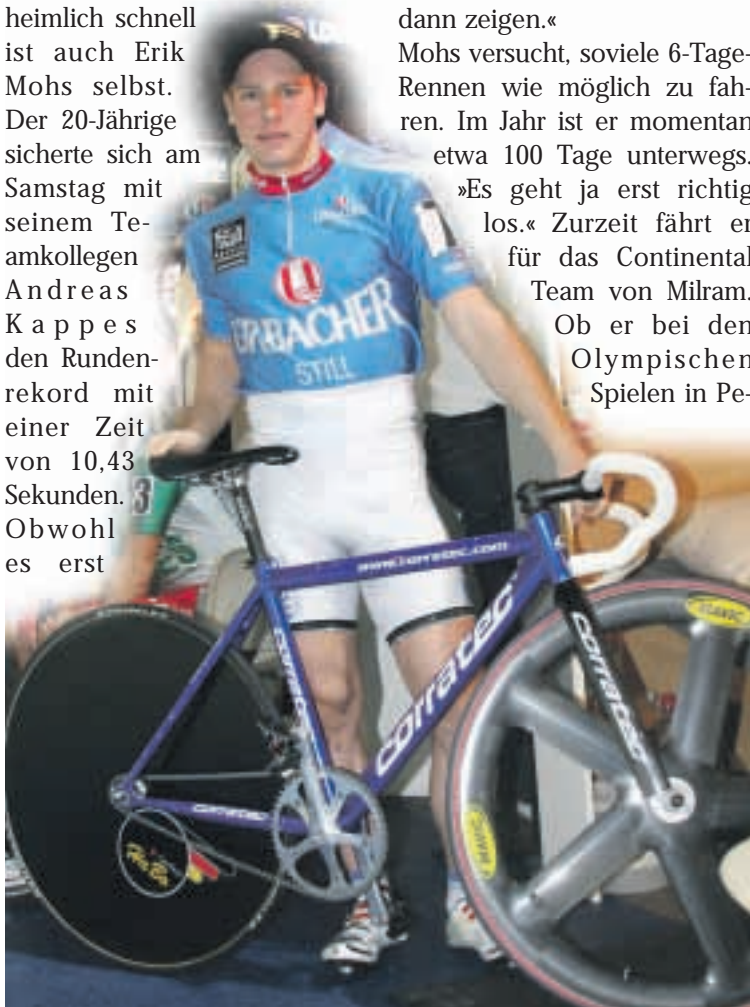 heimlich schnell
ist auch Erik
Mohs selbst.
Der 20-Jährige
sicherte sich am
Samstag mit
seinem Te-
amkollegen
Andreas
Kappes
den Runden-
rekord mit
einer Zeit
von 10,43
Sekunden.
Obwohl
es erst
dann zeigen.«
Mohs versucht, soviele 6-Tage-
Rennen wie möglich zu fah-
ren. Im Jahr ist er momentan
etwa 100 Tage unterwegs.
»Es geht ja erst richtig
los.« Zurzeit fährt er
für das Continental
Team von Milram.
Ob er bei den
Olympischen
Spielen in Pe-
STILL
3
www.corratec.com
corratec
corratec
corratec
corratec